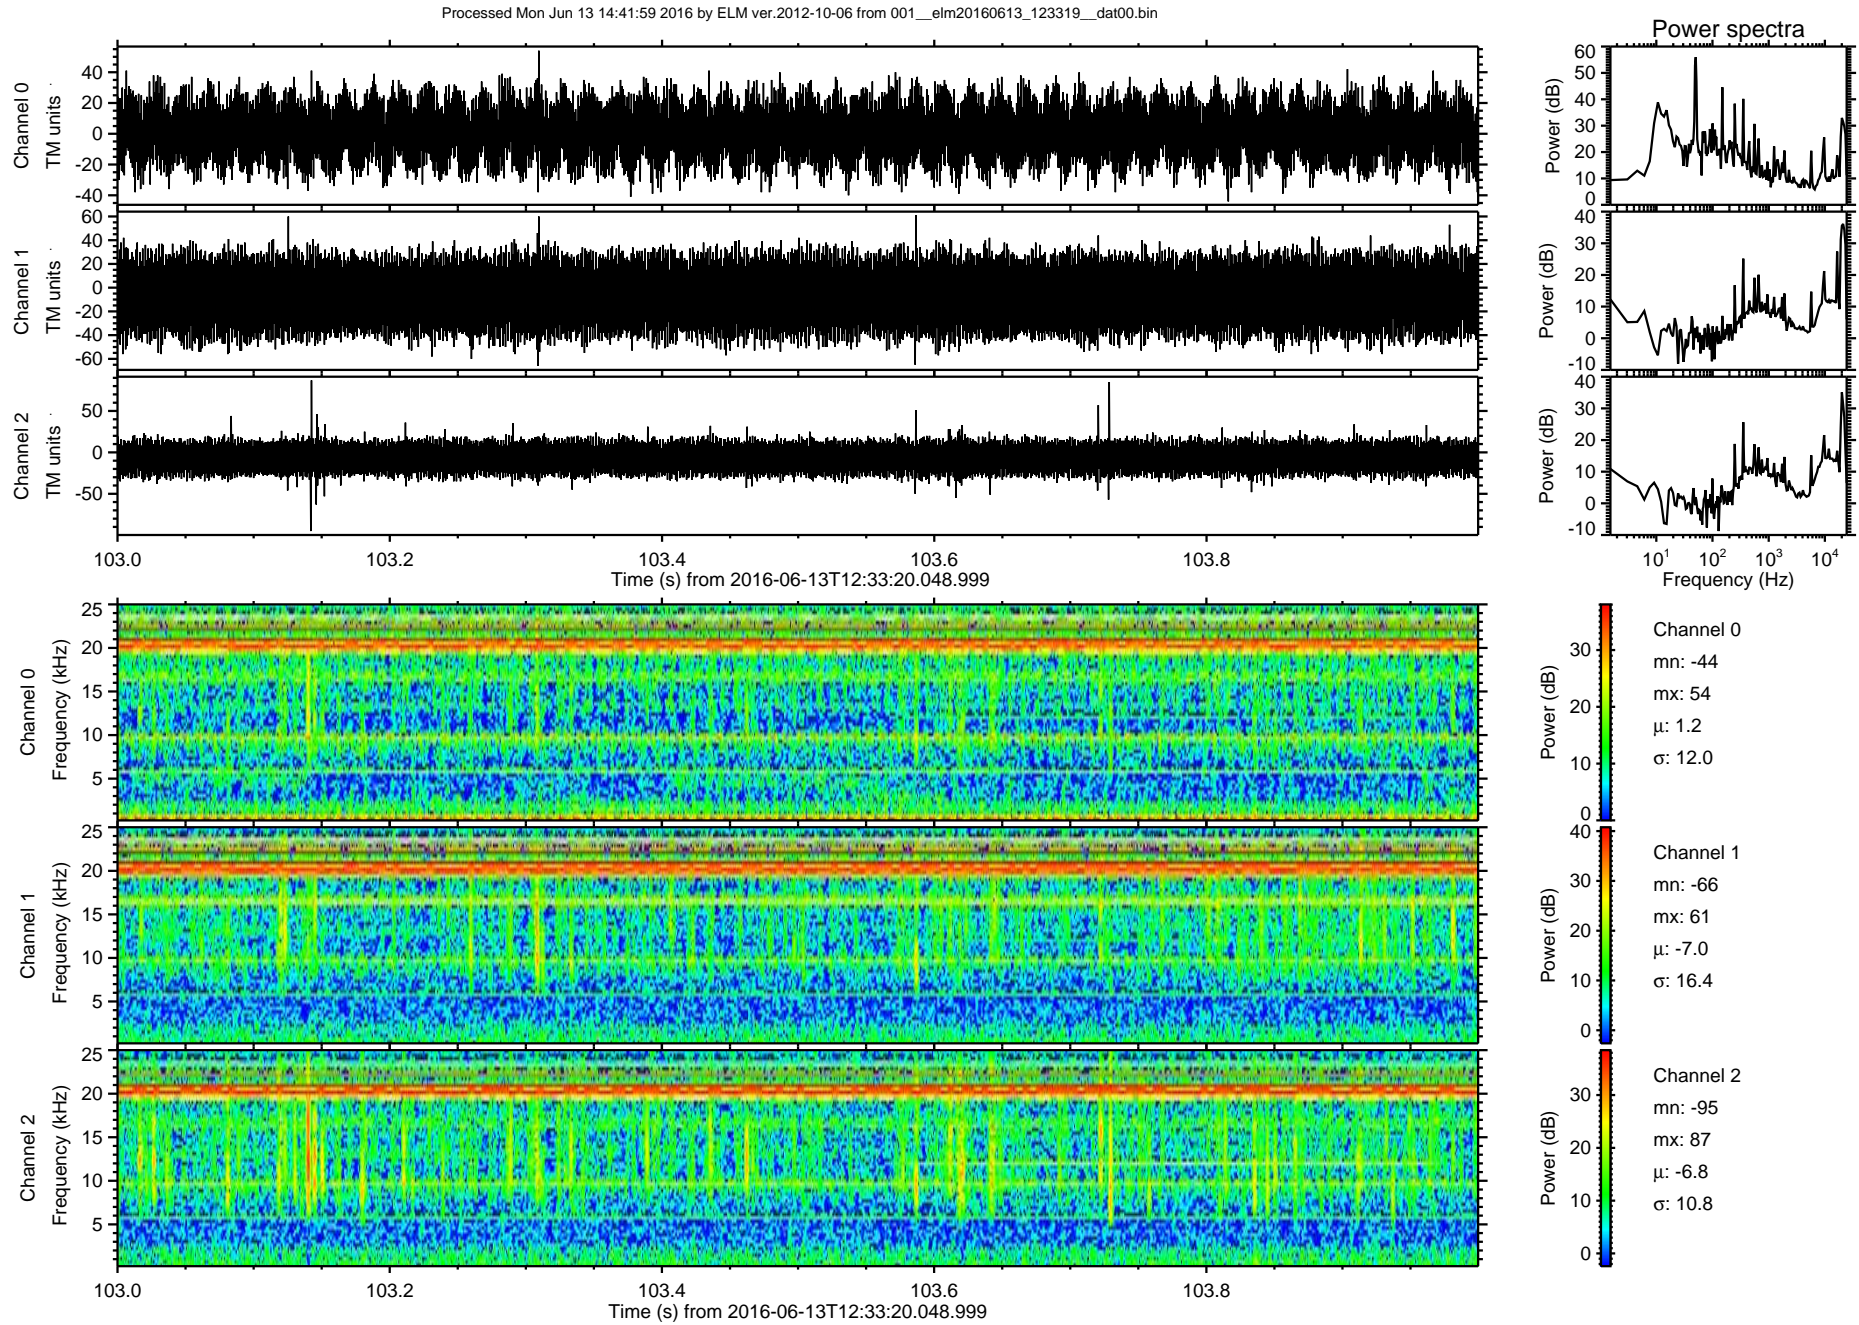 Processed Mon Jun 13 14:41:59 2016 by ELM ver.2012-10-06 from 001__elm20160613_123319__dat00.bin
Power spectra
Channel 0
TM units
40
20
0
-20
-40
Power (dB)
60
50
40
30
20
10
0
Channel 1
TM units
60
40
20
0
-20
-40
-60
Power (dB)
40
30
20
10
0
-10
Channel 2
TM units
50
0
-50
Power (dB)
40
30
20
10
0
-10
103.0 103.2 103.4 103.6 103.8
Time (s) from 2016-06-13T12:33:20.048.999
10^1 10^2 10^3 10^4
Frequency (Hz)
Channel 0
Frequency (kHz)
25
20
15
10
5
Power (dB)
30
20
10
0
Channel 0
mn: -44
mx: 54
μ: 1.2
σ: 12.0
Channel 1
Frequency (kHz)
25
20
15
10
5
Power (dB)
40
30
20
10
0
Channel 1
mn: -66
mx: 61
μ: -7.0
σ: 16.4
Channel 2
Frequency (kHz)
25
20
15
10
5
Power (dB)
30
20
10
0
Channel 2
mn: -95
mx: 87
μ: -6.8
σ: 10.8
103.0 103.2 103.4 103.6 103.8
Time (s) from 2016-06-13T12:33:20.048.999